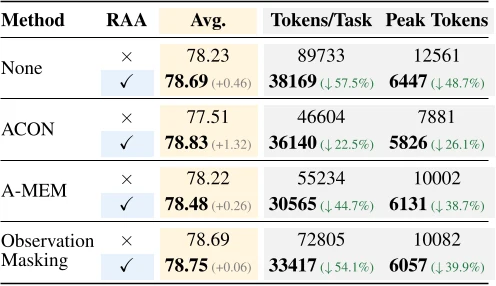 Method RAA Avg. Tokens/Task Peak Tokens
None × 78.23 89733 12561
✓ 78.69 (+0.46) 38169 (↓57.5%) 6447 (↓48.7%)
ACON × 77.51 46604 7881
✓ 78.83 (+1.32) 36140 (↓22.5%) 5826 (↓26.1%)
A-MEM × 78.22 55234 10002
✓ 78.48 (+0.26) 30565 (↓44.7%) 6131 (↓38.7%)
Observation Masking × 78.69 72805 10082
✓ 78.75 (+0.06) 33417 (↓54.1%) 6057 (↓39.9%)